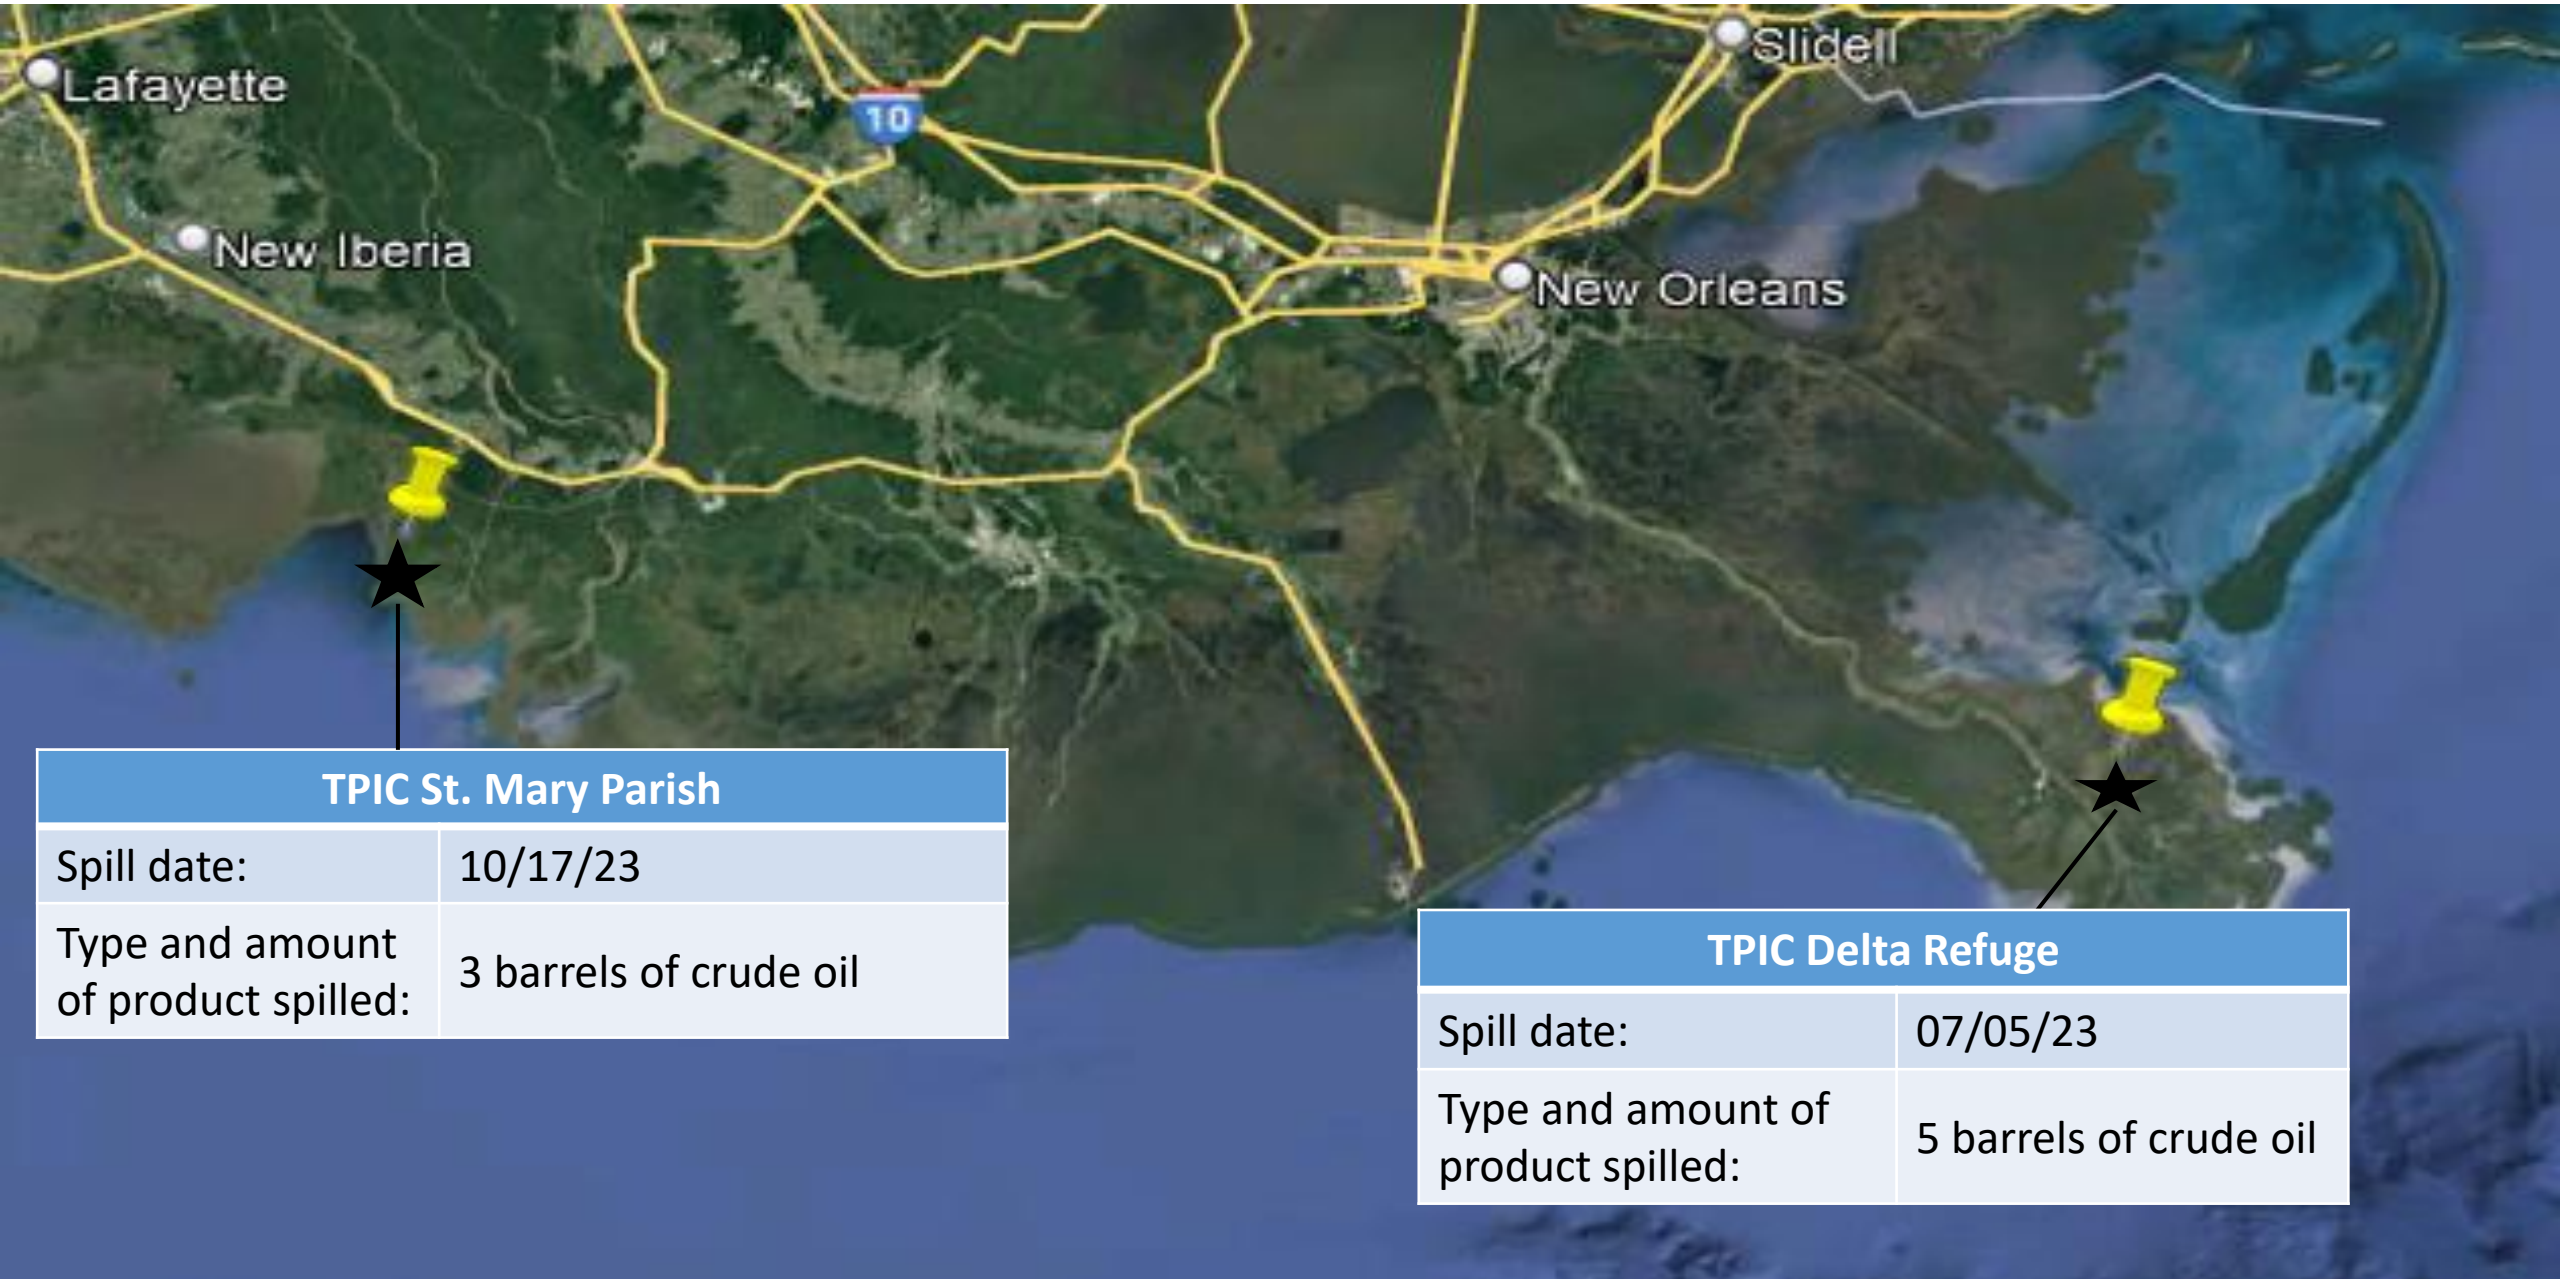 Slidell
Lafayette
10
New Iberia
New Orleans
TPIC St. Mary Parish
Spill date: 10/17/23
Type and amount
of product spilled:
3 barrels of crude oil
TPIC Delta Refuge
Spill date: 07/05/23
Type and amount of
product spilled:
5 barrels of crude oil